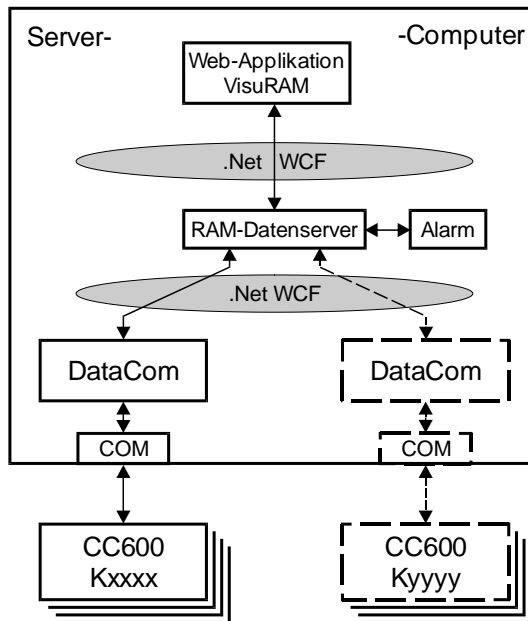 Server- -Computer
Web-Applikation
VisuRAM
.Net WCF
RAM-Datenserver
Alarm
.Net WCF
DataCom DataCom
COM COM
CC600 CC600
Kxxxx Kyyyy